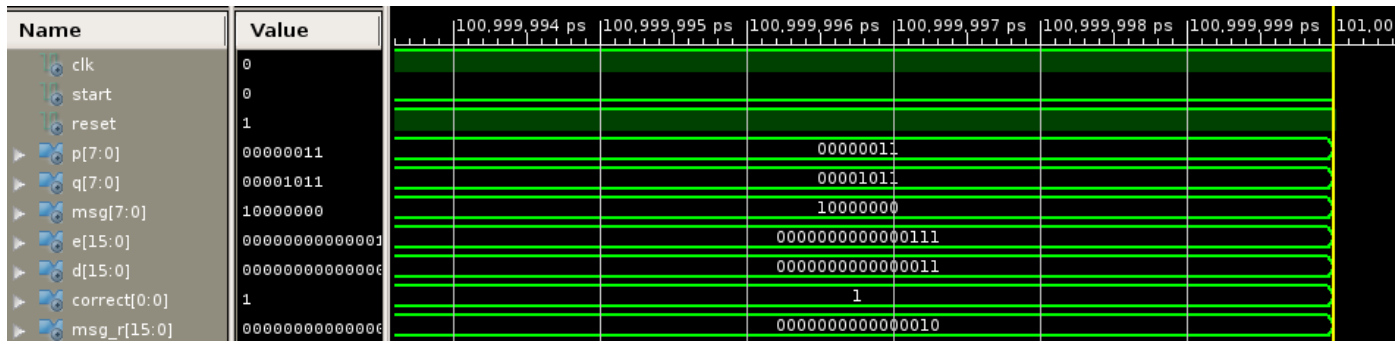 Name Value 100,999,994 ps 100,999,995 ps 100,999,996 ps 100,999,997 ps 100,999,998 ps 100,999,999 ps 101,00
clk 0
start 0
reset 1
p[7:0] 00000011 00000011
q[7:0] 00001011 00001011
msg[7:0] 10000000 10000000
e[15:0] 00000000000001 0000000000000111
d[15:0] 00000000000000 0000000000000011
correct[0:0] 1 1
msg_r[15:0] 00000000000000 0000000000000010